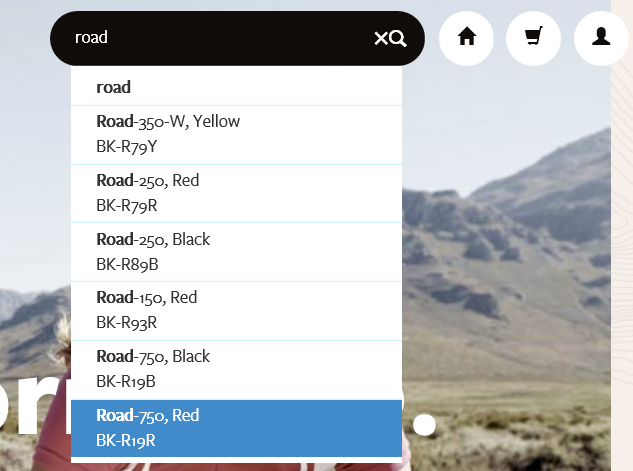 road
road
Road-350-W, Yellow
BK-R79Y
Road-250, Red
BK-R79R
Road-250, Black
BK-R89B
Road-150, Red
BK-R93R
Road-750, Black
BK-R19B
Road-750, Red
BK-R19R